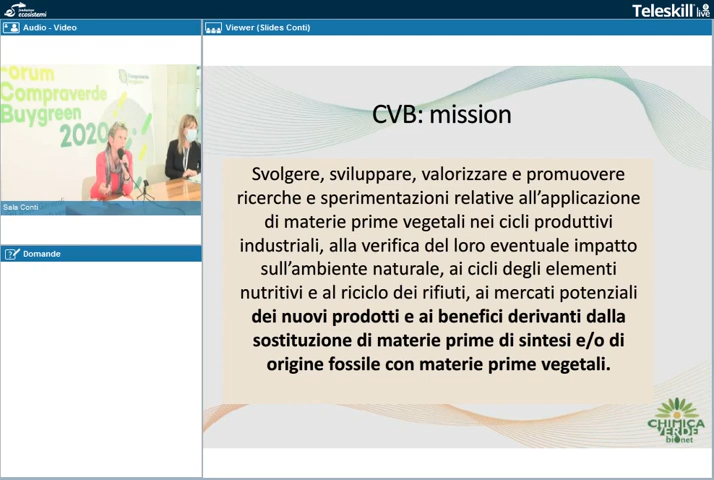 fondazione
ecosistemi
Teleskill live
Audio - Video
Viewer (Slides Conti)
Forum
Compraverde
Buygreen
2020
Sala Conti
Domande
CVB: mission
Svolgere, sviluppare, valorizzare e promuovere
ricerche e sperimentazioni relative all’applicazione
di materie prime vegetali nei cicli produttivi
industriali, alla verifica del loro eventuale impatto
sull’ambiente naturale, ai cicli degli elementi
nutritivi e al riciclo dei rifiuti, ai mercati potenziali
dei nuovi prodotti e ai benefici derivanti dalla
sostituzione di materie prime di sintesi e/o di
origine fossile con materie prime vegetali.
CHIMICA
VERDE
bionet